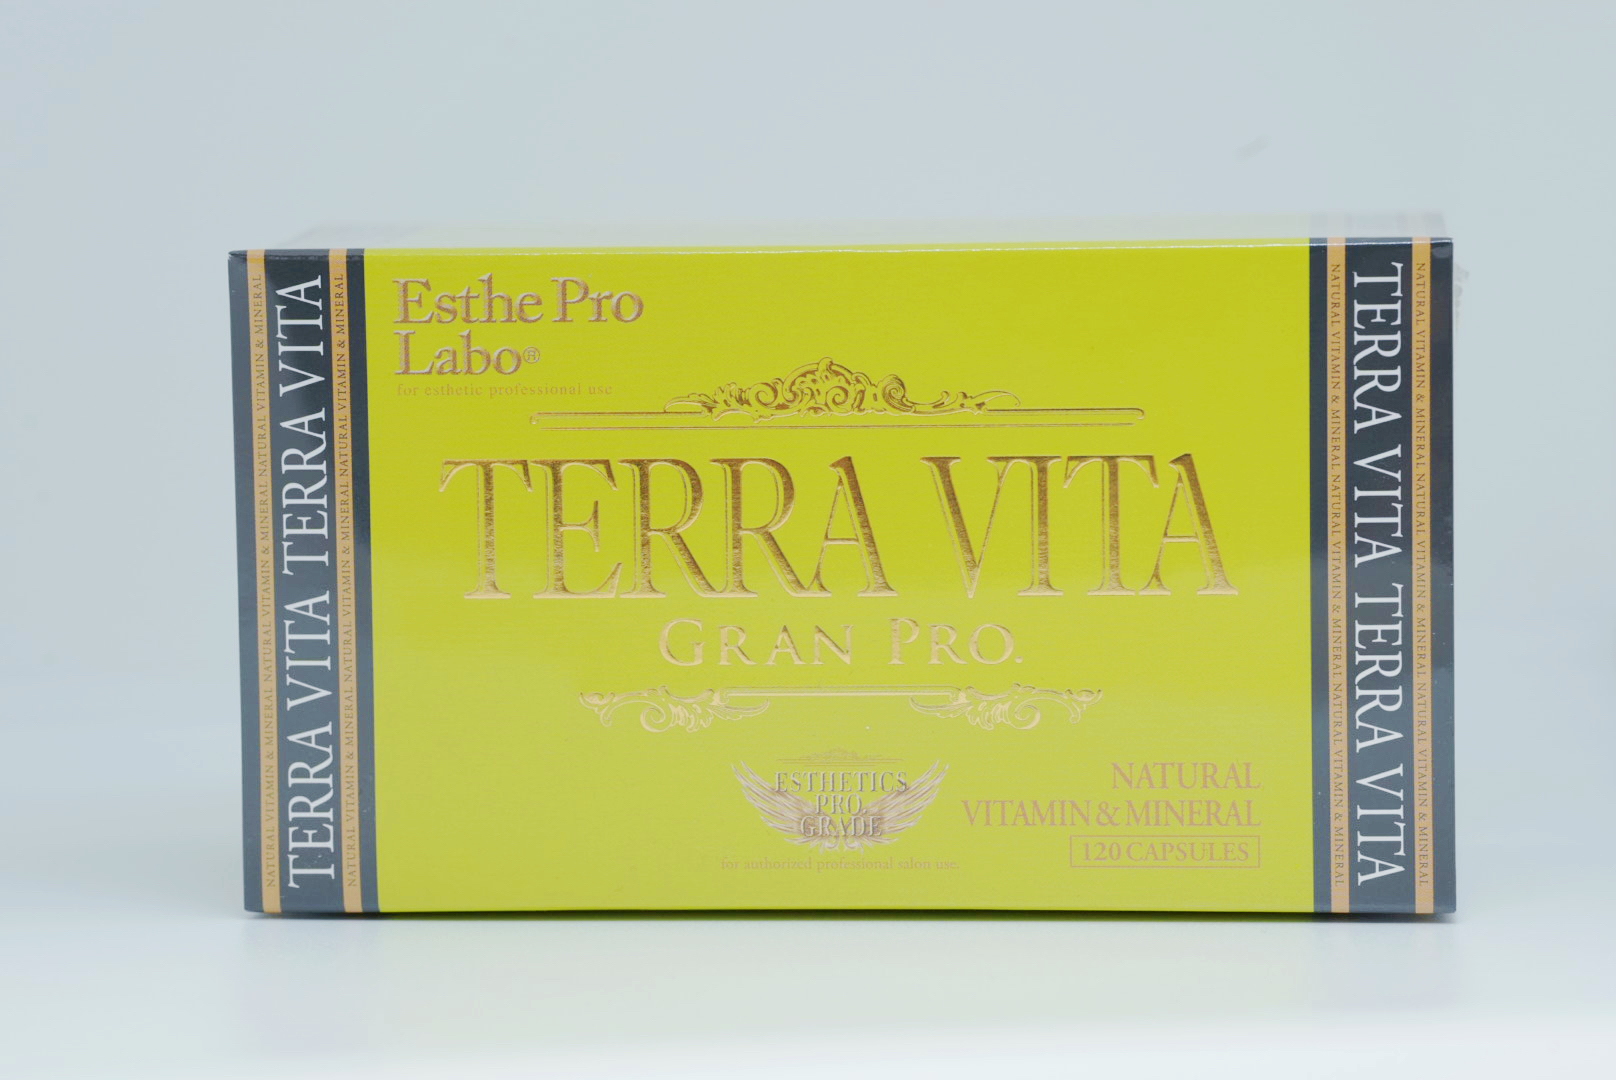 Esthe Pro
Labo®
for esthetic professional use
TERRA VITA
GRAN PRO.
ESTHETICS
PRO
GRADE
for authorized professional salon use.
NATURAL
VITAMIN & MINERAL
120 CAPSULES
NATURAL VITAMIN & MINERAL NATURAL VITAMIN & MINERAL NATURAL VITAMIN & MINERAL
TERRA VITA TERRA VITA
NATURAL VITAMIN & MINERAL NATURAL VITAMIN & MINERAL NATURAL VITAMIN & MINERAL
NATURAL VITAMIN & MINERAL NATURAL VITAMIN & MINERAL NATURAL VITAMIN & MINERAL
TERRA VITA TERRA VITA
NATURAL VITAMIN & MINERAL NATURAL VITAMIN & MINERAL NATURAL VITAMIN & MINERAL